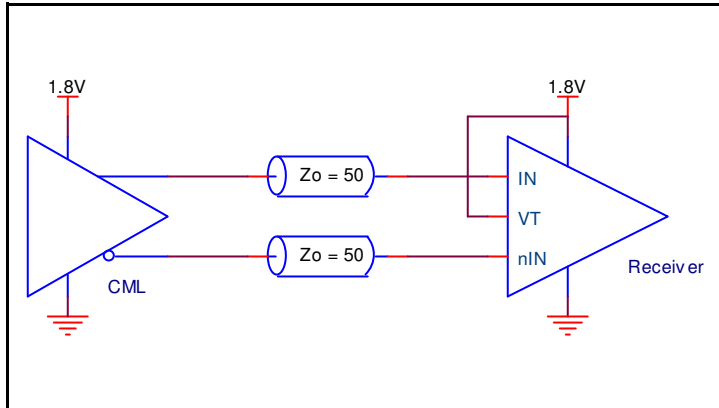 1.8V
1.8V
Zo = 50
IN
VT
Zo = 50
nIN
Receiver
CML